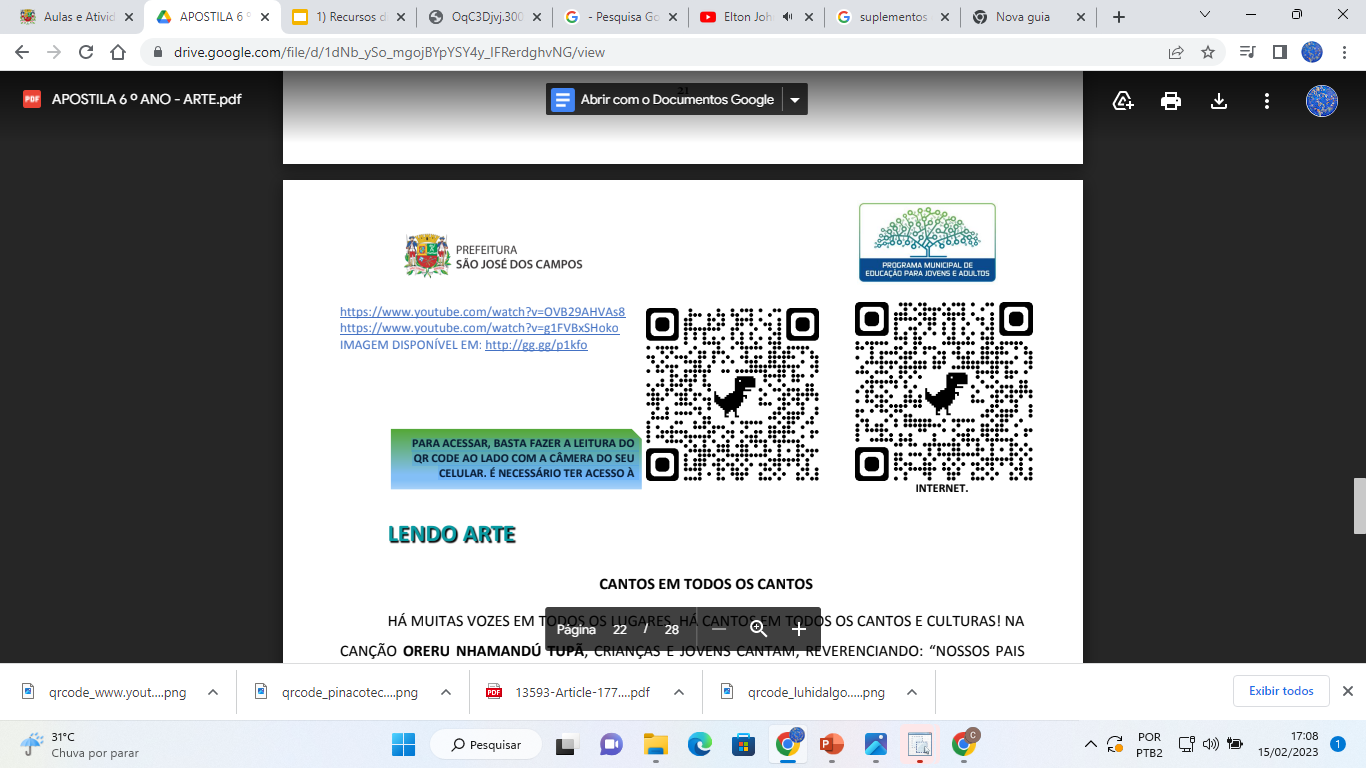 Aulas e Ativid
APOSTILA 6 º
1) Recursos d
OqC3Djvj.300
- Pesquisa Go
Elton Joh
suplementos
Nova guia
drive.google.com/file/d/1dNb_ySo_mgojBYpYSY4y_IFRerdghvNG/view
PDF
APOSTILA 6 º ANO - ARTE.pdf
21
Abrir com o Documentos Google
PREFEITURA
SÃO JOSÉ DOS CAMPOS
PROGRAMA MUNICIPAL DE
EDUCAÇÃO PARA JOVENS E ADULTOS
https://www.youtube.com/watch?v=OVB29AHVAs8
https://www.youtube.com/watch?v=g1FVBxSHoko
IMAGEM DISPONÍVEL EM: http://gg.gg/p1kfo
PARA ACESSAR, BASTA FAZER A LEITURA DO
QR CODE AO LADO COM A CÂMERA DO SEU
CELULAR. É NECESSÁRIO TER ACESSO À
INTERNET.
LENDO ARTE
CANTOS EM TODOS OS CANTOS
HÁ MUITAS VOZES EM TODOS OS LUGARES, HÁ CANTOS EM TODOS OS CANTOS E CULTURAS! NA
Página 22 / 28
CANÇÃO ORERU NHAMANDÚ TUPÃ, CRIANÇAS E JOVENS CANTAM, REVERENCIANDO: “NOSSOS PAIS
qrcode_www.yout....png
qrcode_pinacotec....png
PDF
13593-Article-177....pdf
qrcode_luhidalgo.....png
Exibir todos
31°C
Chuva por parar
Pesquisar
C
POR
PTB2
17:08
15/02/2023
1